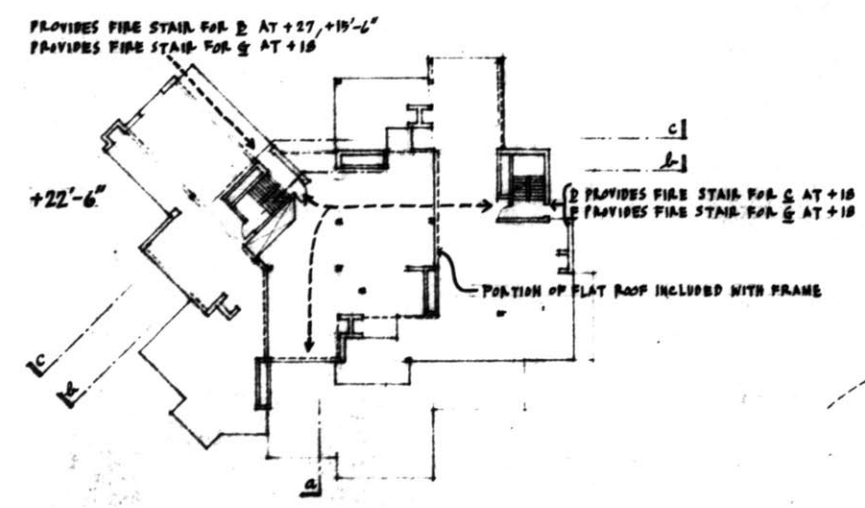 PROVIDES FIRE STAIR FOR B AT +27, +15'-6"
PROVIDES FIRE STAIR FOR G AT +18
c
b
+22'-6"
D PROVIDES FIRE STAIR FOR C AT +18
F PROVIDES FIRE STAIR FOR G AT +18
PORTION OF FLAT ROOF INCLUDED WITH FRAME
c
b
a